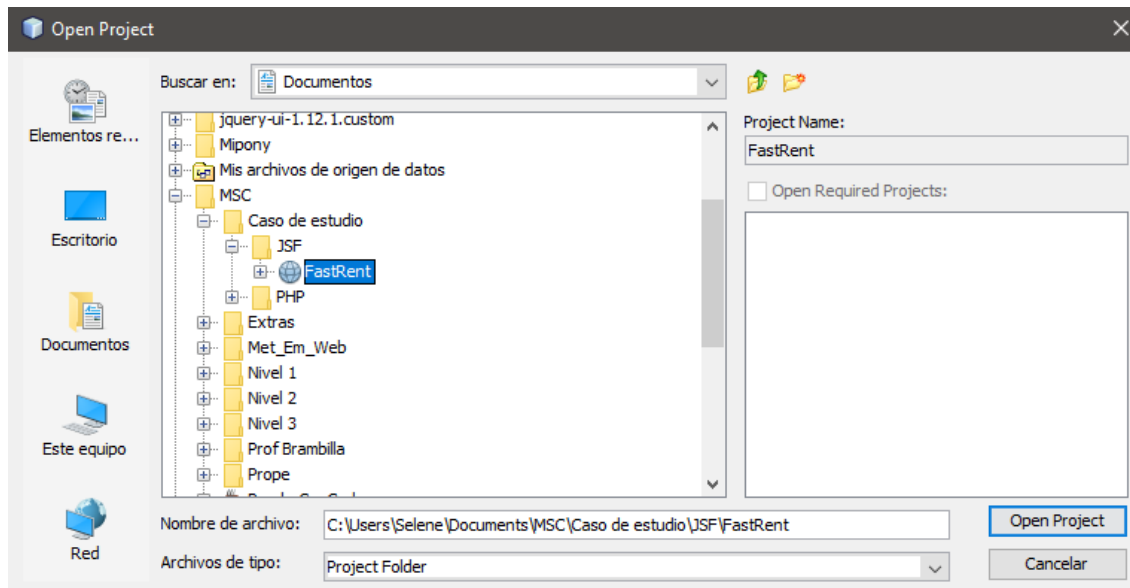 Open Project
Buscar en:
Documentos
Elementos re...
Escritorio
Documentos
Este equipo
Red
jquery-ui-1.12.1.custom
Mipony
Mis archivos de origen de datos
MSC
Caso de estudio
JSF
FastRent
PHP
Extras
Met_Em_Web
Nivel 1
Nivel 2
Nivel 3
Prof Brambilla
Prope
Project Name:
FastRent
Open Required Projects:
Nombre de archivo:
C:\Users\Selene\Documents\MSC\Caso de estudio\JSF\FastRent
Open Project
Archivos de tipo:
Project Folder
Cancelar